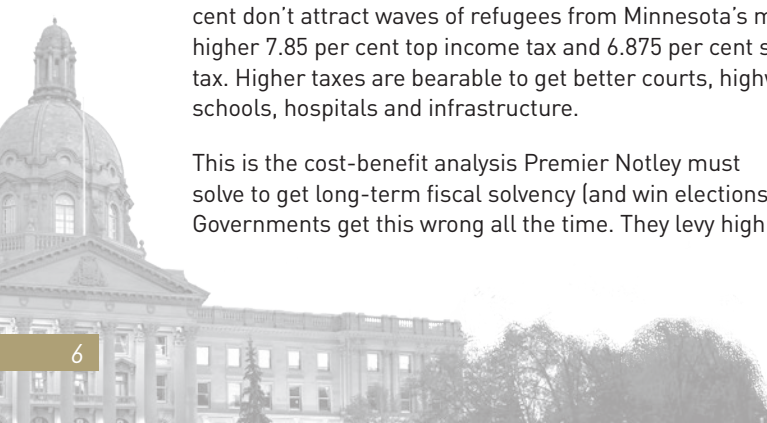 cent don’t attract waves of refugees from Minnesota’s
higher 7.85 per cent top income tax and 6.875 per cent
tax. Higher taxes are bearable to get better courts,
schools, hospitals and infrastructure.
This is the cost-benefit analysis Premier Notley must
solve to get long-term fiscal solvency (and win elections
Governments get this wrong all the time. They levy high
6